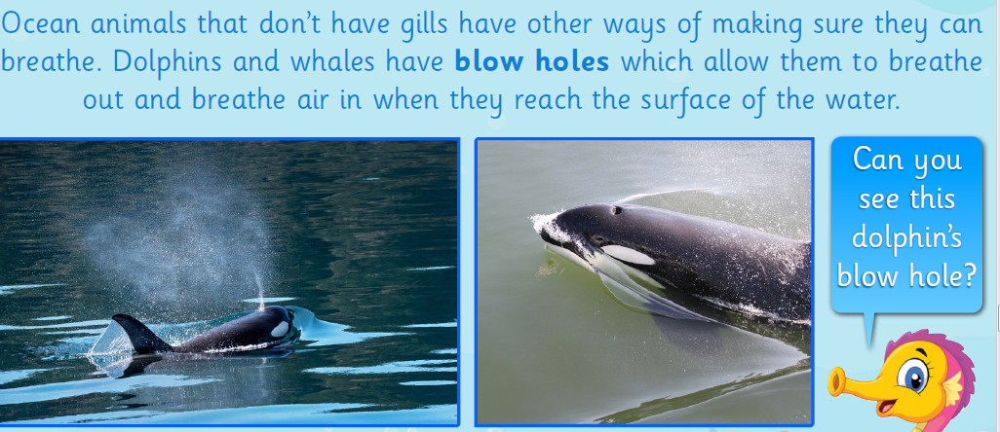 Ocean animals that don't have gills have other ways of making sure they can
breathe. Dolphins and whales have blow holes which allow them to breathe
out and breathe air in when they reach the surface of the water.
Can you
see this
dolphin's
blow hole?